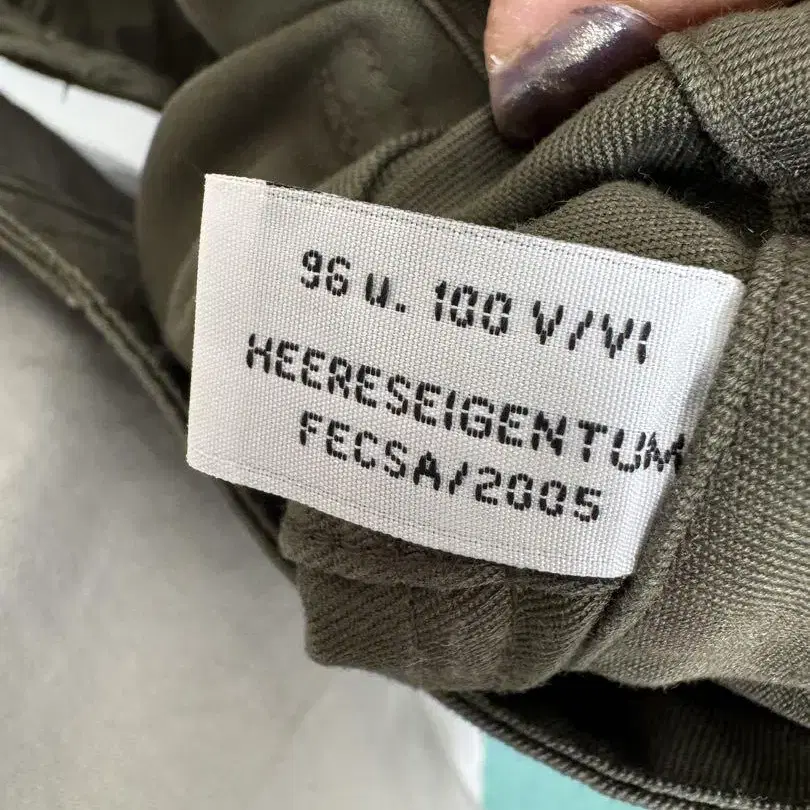 96 u. 100 V/VI
HEERESEIGENTUM
FECSA/2005